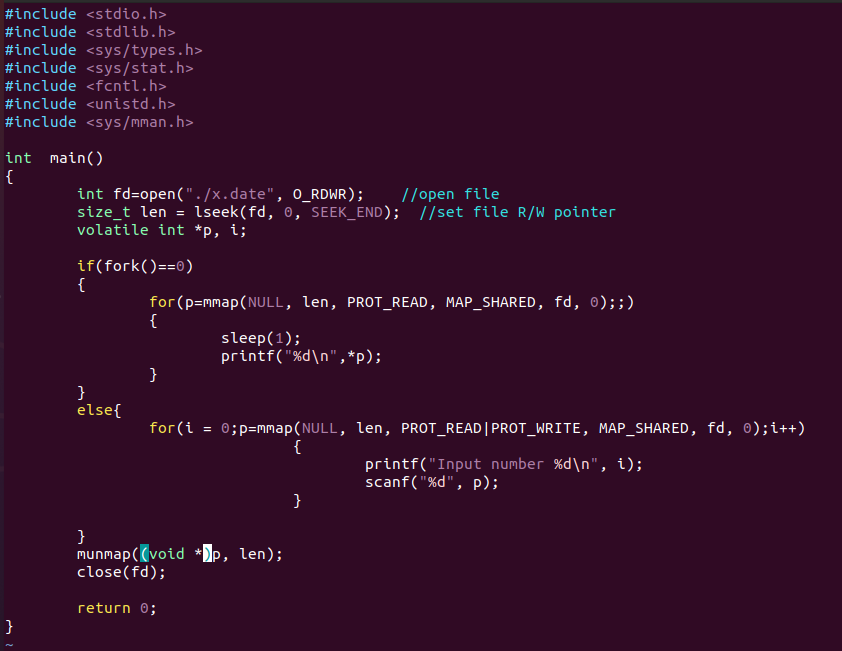 #include <stdio.h>
#include <stdlib.h>
#include <sys/types.h>
#include <sys/stat.h>
#include <fcntl.h>
#include <unistd.h>
#include <sys/mman.h>

int  main()
{
        int fd=open("./x.date", O_RDWR);    //open file
        size_t len = lseek(fd, 0, SEEK_END);  //set file R/W pointer
        volatile int *p, i;

        if(fork()==0)
        {
                for(p=mmap(NULL, len, PROT_READ, MAP_SHARED, fd, 0);;)
                {
                        sleep(1);
                        printf("%d\n",*p);
                }
        }
        else{
                for(i = 0;p=mmap(NULL, len, PROT_READ|PROT_WRITE, MAP_SHARED, fd, 0);i++)
                                {
                                        printf("Input number %d\n", i);
                                        scanf("%d", p);
                                }

        }
        munmap((void *)p, len);
        close(fd);

        return 0;
}
~